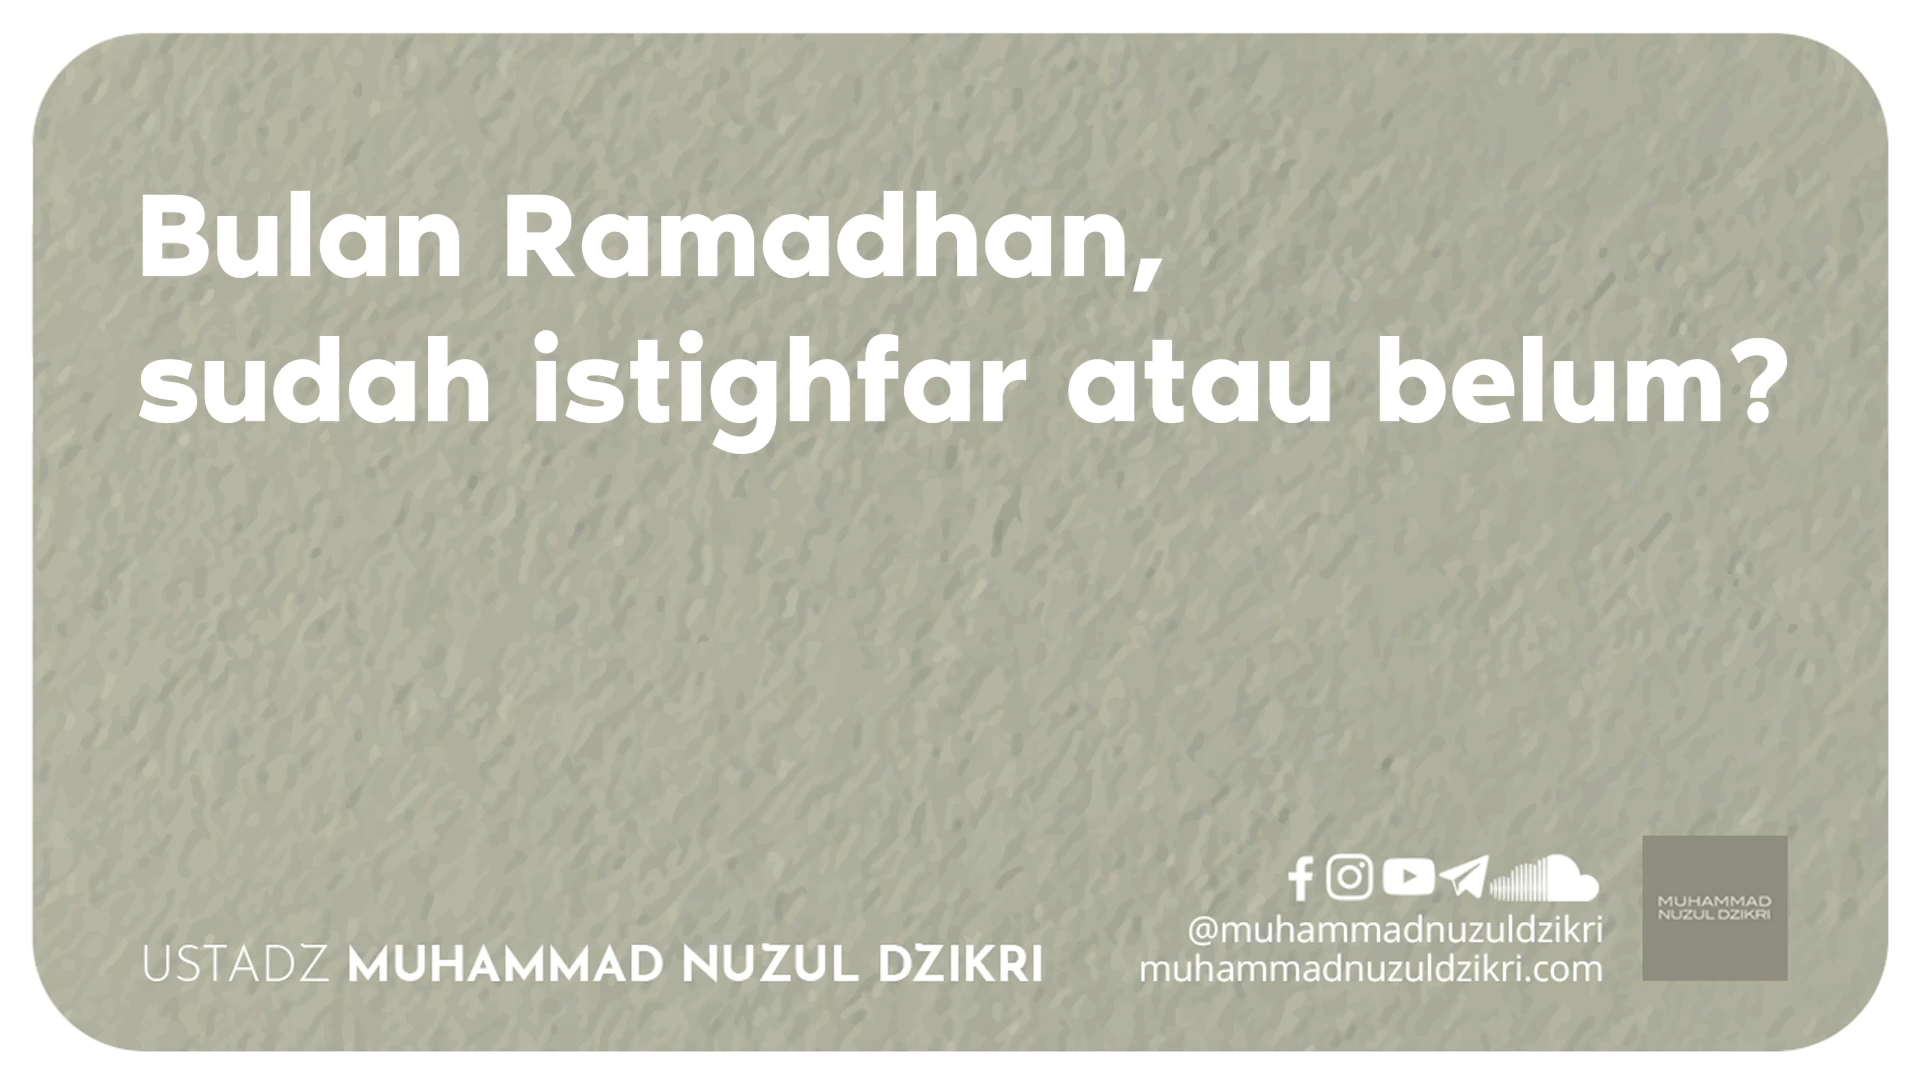 Bulan Ramadhan,
sudah istighfar atau belum?
USTADZ MUHAMMAD NUZUL DZIKRI
@muhammadnuzuldzikri
muhammadnuzuldzikri.com
MUHAMMAD
NUZUL DZIKRI